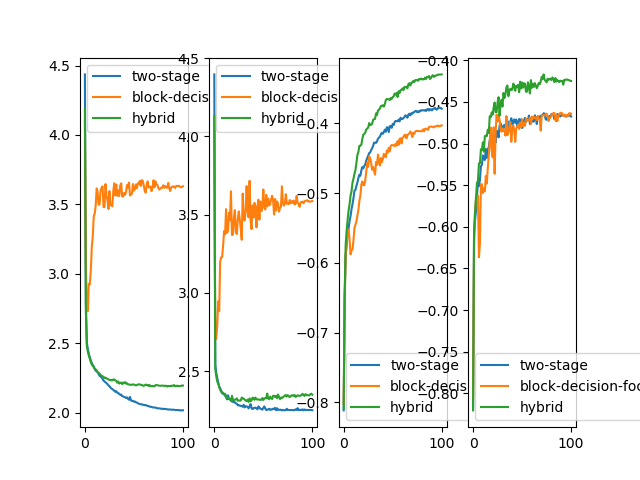 4.5
4.0
3.5
3.0
2.5
2.0
0
100
two-stage
block-decis
hybrid
4.5
4.0
3.5
3.0
2.5
0
100
two-stage
block-decis
hybrid
−0.4
−0.5
−0.6
−0.7
−0.8
0
100
two-stage
block-decis
hybrid
−0.40
−0.45
−0.50
−0.55
−0.60
−0.65
−0.70
−0.75
−0.80
0
100
two-stage
block-decision-foc
hybrid